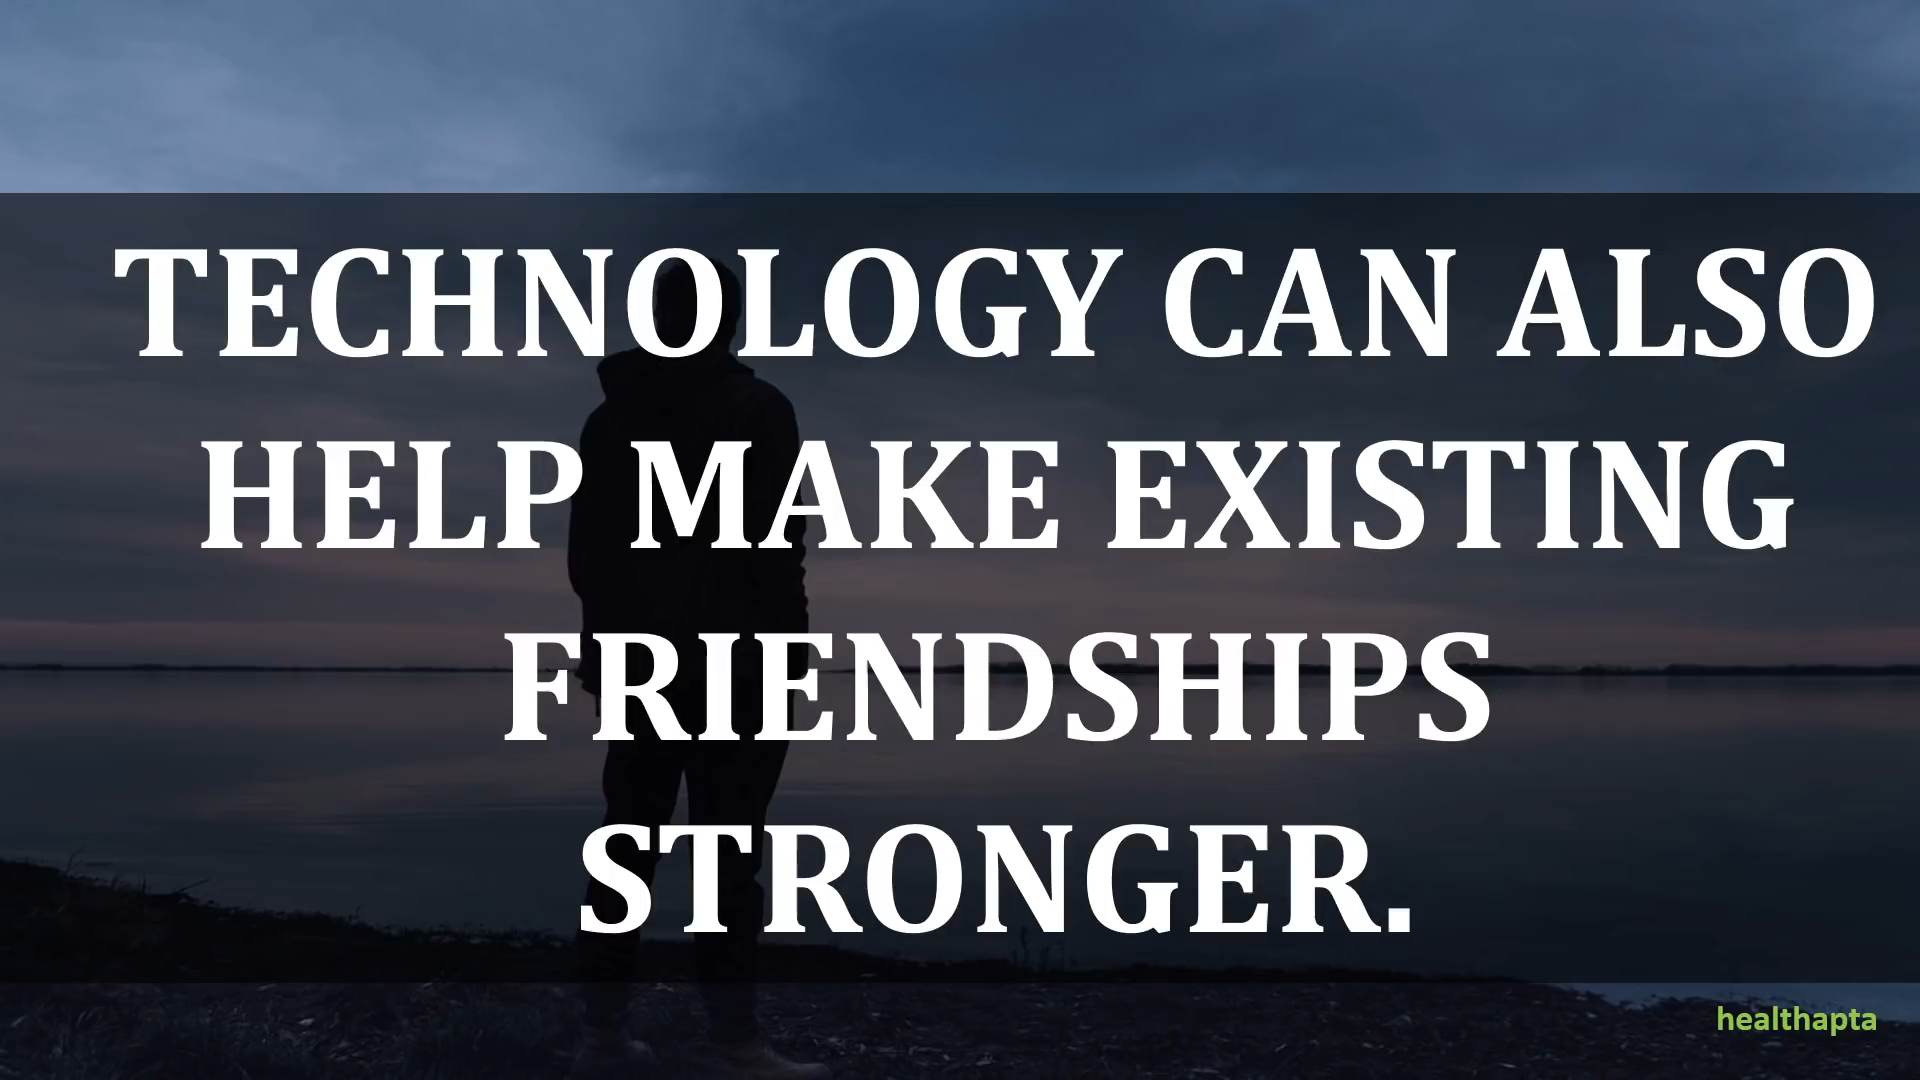 TECHNOLOGY CAN ALSO
HELP MAKE EXISTING
FRIENDSHIPS
STRONGER.
healthapta